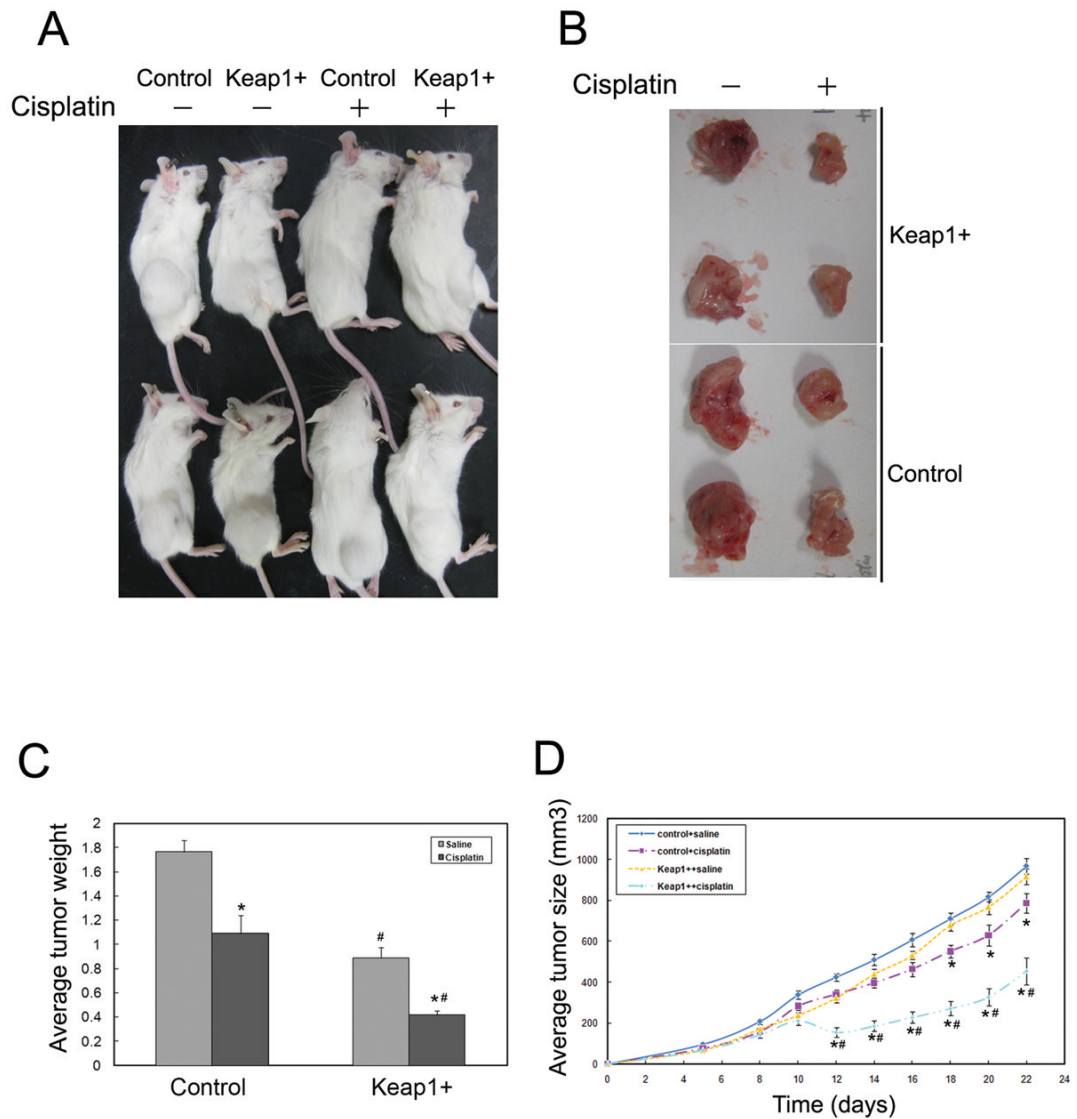 A
Control Keap1+ Control Keap1+
Cisplatin − − + +
B
Cisplatin − +
Keap1+
Control
C
Average tumor weight
2
1.8
1.6
1.4
1.2
1
0.8
0.6
0.4
0.2
0
Saline
Cisplatin
*
#
*#
Control Keap1+
D
Average tumor size (mm3)
1200
1000
800
600
400
200
0
control+saline
control+cisplatin
Keap1++saline
Keap1++cisplatin
* * *
*# *# *# *# *# *#
0 2 4 6 8 10 12 14 16 18 20 22 24
Time (days)